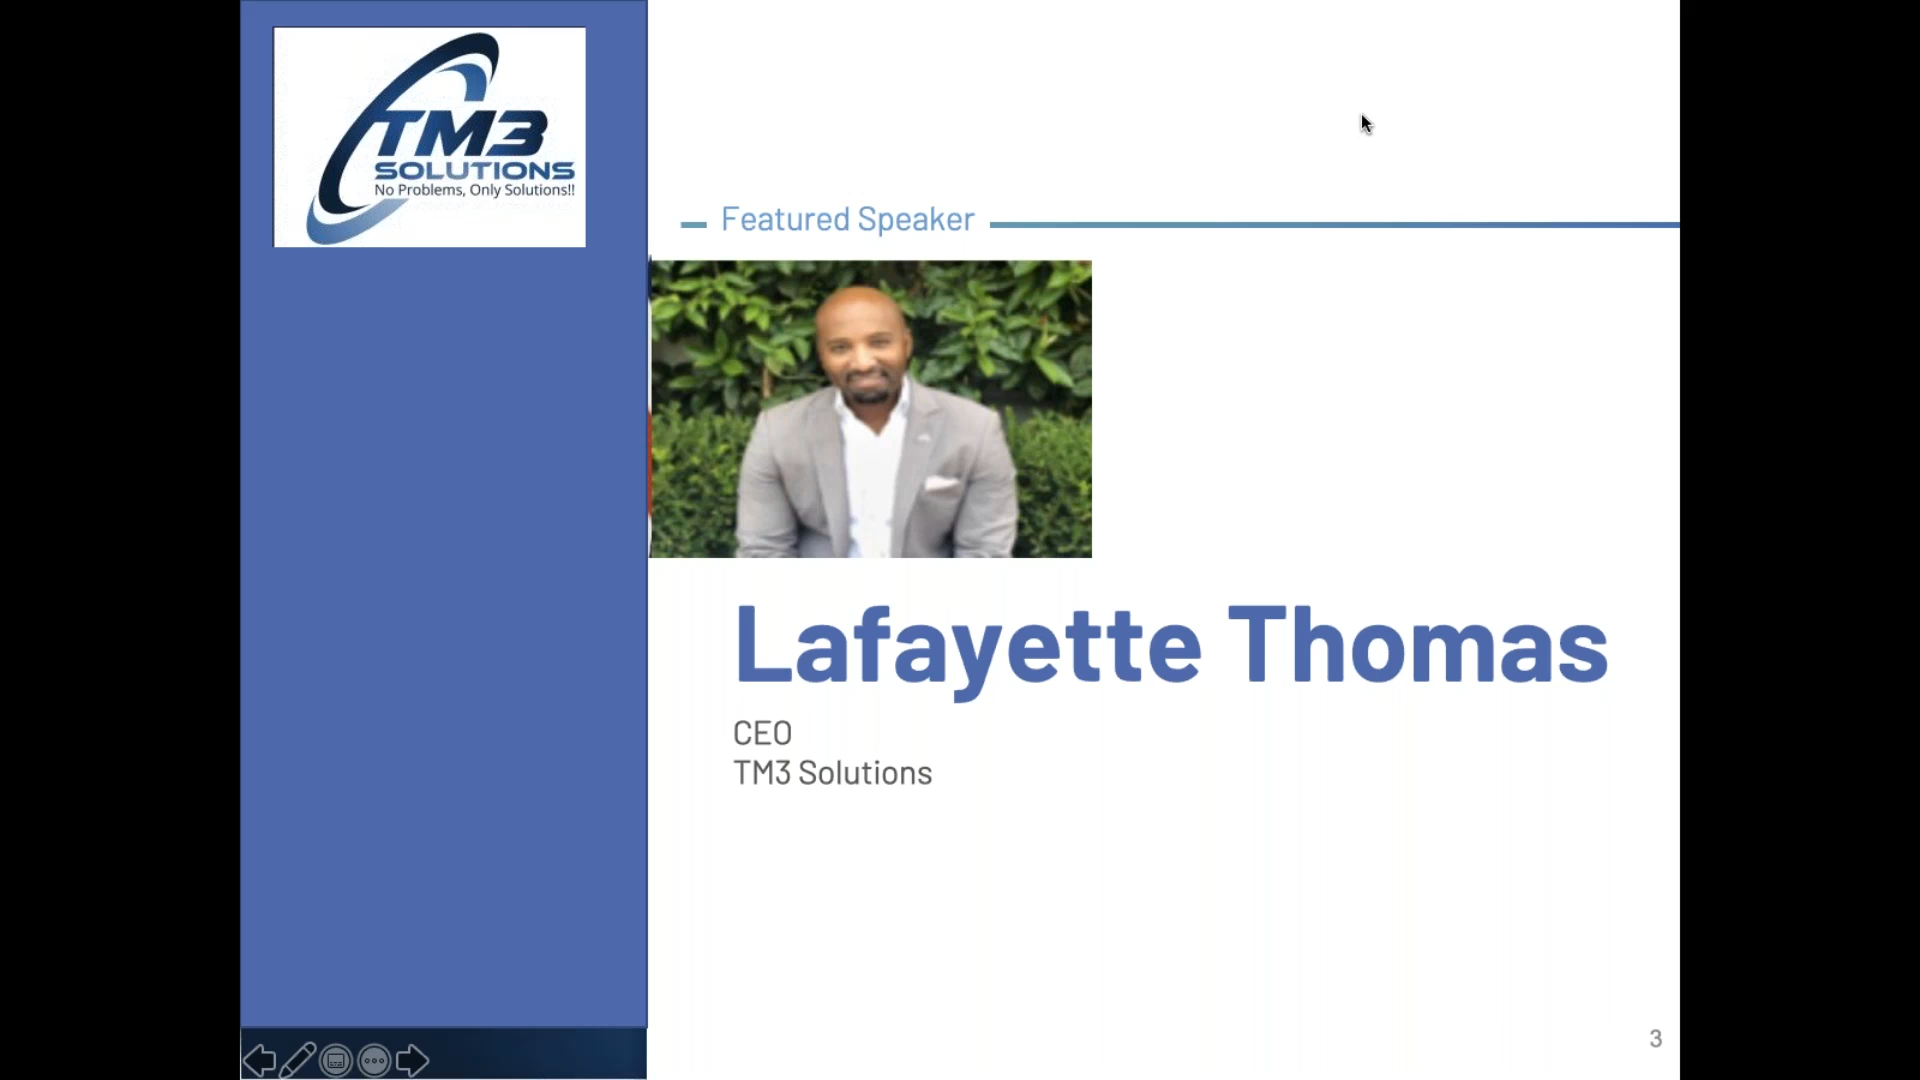 TM3
SOLUTIONS
No Problems, Only Solutions!!
Featured Speaker
Lafayette Thomas
CEO
TM3 Solutions
3